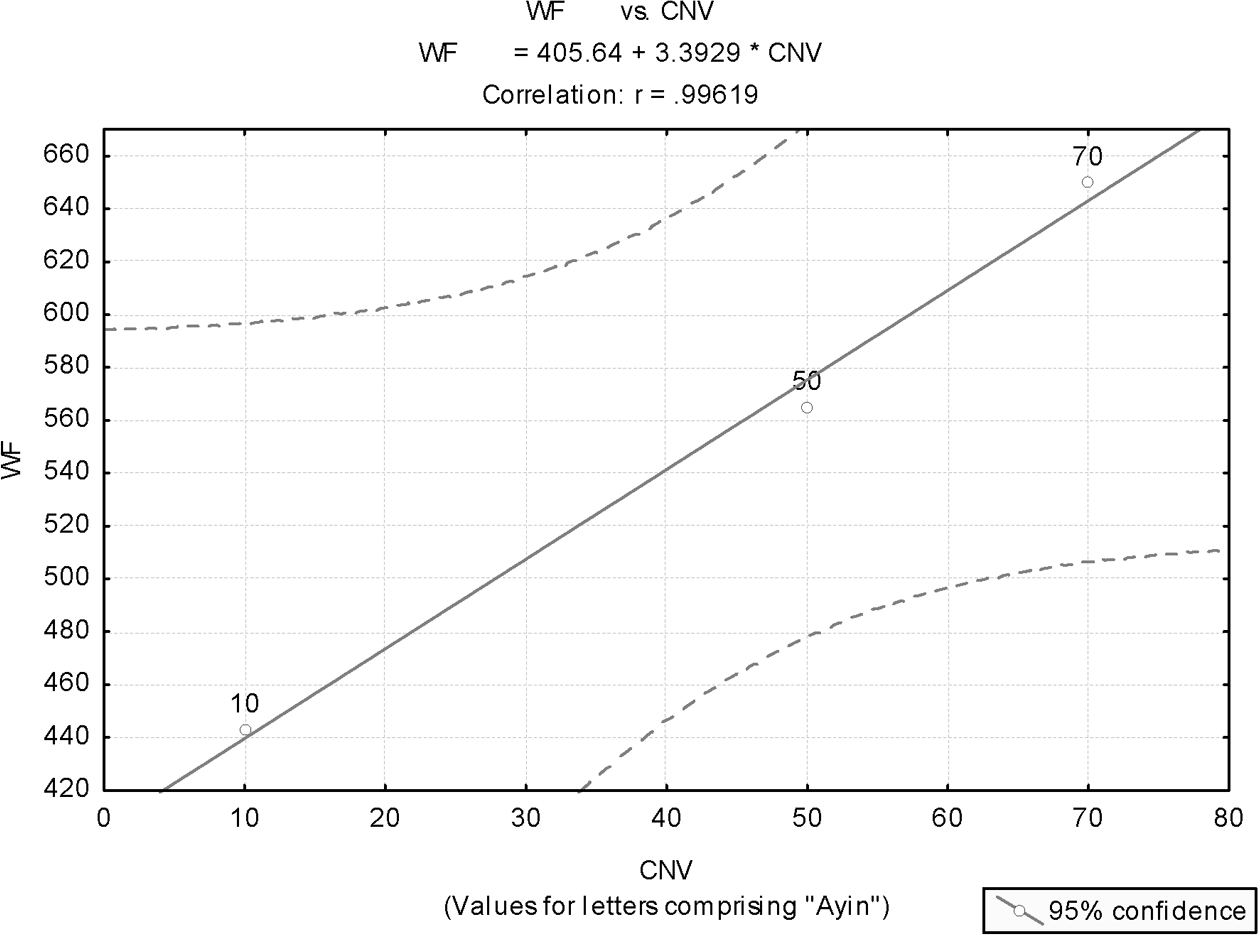 WF vs. CNV
WF = 405.64 + 3.3929 * CNV
Correlation: r = .99619
660
640
620
600
580
560
540
520
500
480
460
440
420
WF
70
50
10
0 10 20 30 40 50 60 70 80
CNV
(Values for letters comprising "Ayin")
95% confidence